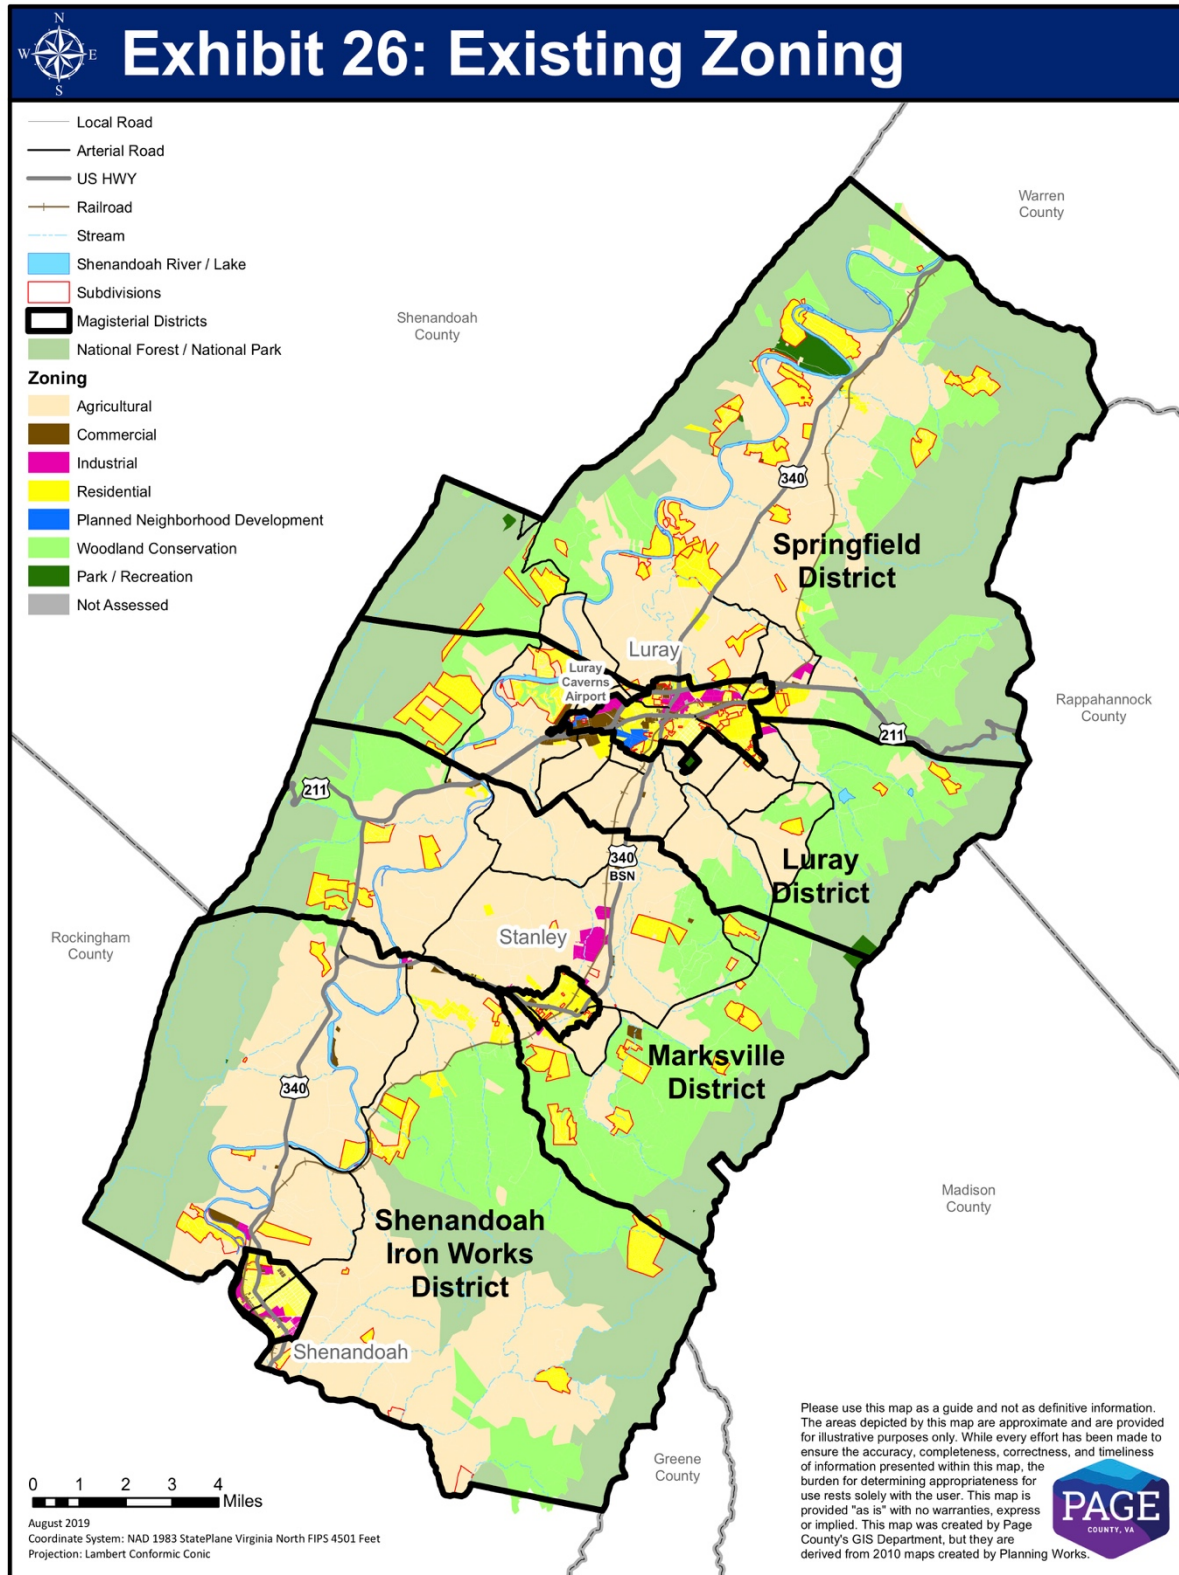 N
W E
S
Exhibit 26: Existing Zoning
Local Road
Arterial Road
US HWY
Railroad
Stream
Shenandoah River / Lake
Subdivisions
Magisterial Districts
National Forest / National Park
Zoning
Agricultural
Commercial
Industrial
Residential
Planned Neighborhood Development
Woodland Conservation
Park / Recreation
Not Assessed
Warren
County
Shenandoah
County
340
Springfield
District
Luray
Luray
Caverns
Airport
Rappahannock
County
211
211
340
BSN
Luray
District
Rockingham
County
Stanley
Marksville
District
340
Madison
County
Shenandoah
Iron Works
District
Shenandoah
Greene
County
Please use this map as a guide and not as definitive information.
The areas depicted by this map are approximate and are provided
for illustrative purposes only. While every effort has been made to
ensure the accuracy, completeness, correctness, and timeliness
of information presented within this map, the
burden for determining appropriateness for
use rests solely with the user. This map is
provided "as is" with no warranties, express
or implied. This map was created by Page
County's GIS Department, but they are
derived from 2010 maps created by Planning Works.
PAGE
COUNTY, VA
0 1 2 3 4
Miles
August 2019
Coordinate System: NAD 1983 StatePlane Virginia North FIPS 4501 Feet
Projection: Lambert Conformic Conic